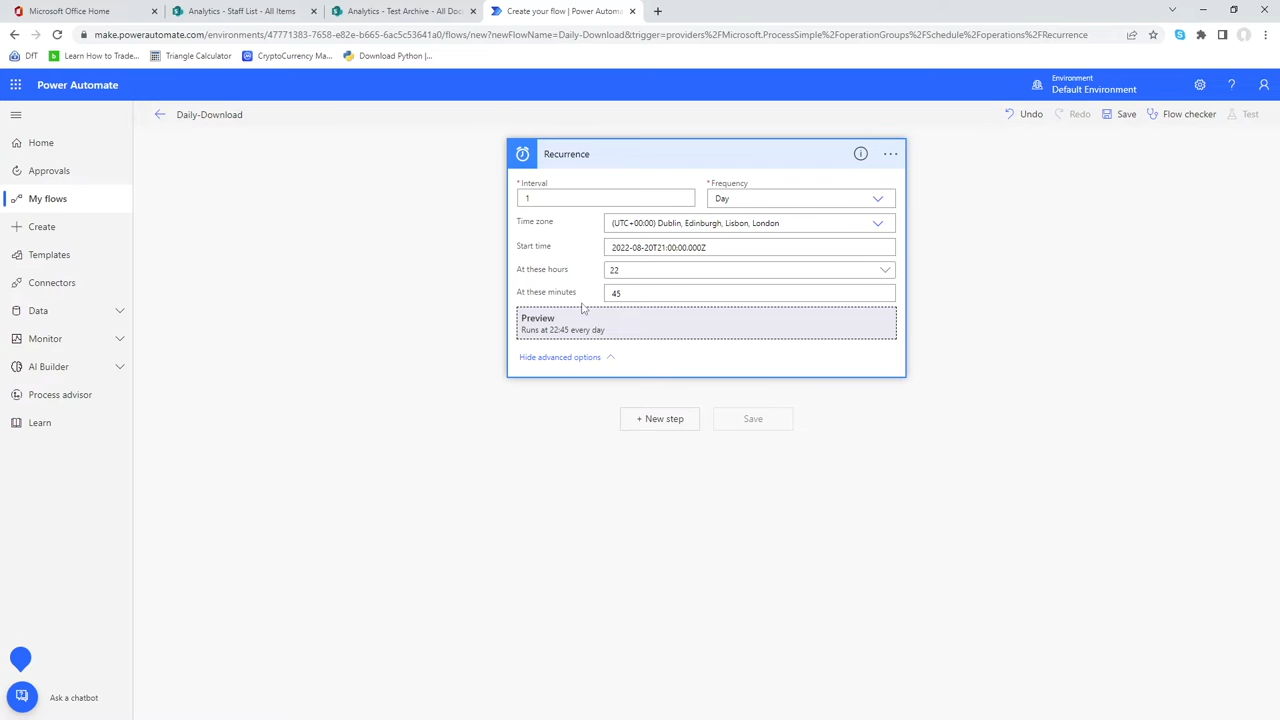 Microsoft Office Home
Analytics - Staff List - All Items
Analytics - Test Archive - All Doc
Create your flow | Power Automa
make.powerautomate.com/environments/47771383-7658-e82e-b665-6ac5c53641a0/flows/new?newFlowName=Daily-Download&trigger=providers%2FMicrosoft.ProcessSimple%2FoperationGroups%2FSchedule%2Foperations%2FRecurrence
DfT
Learn How to Trade...
Triangle Calculator
CryptoCurrency Ma...
Download Python |...
Power Automate
Environment
Default Environment
Daily-Download
Undo
Redo
Save
Flow checker
Test
Home
Approvals
My flows
Create
Templates
Connectors
Data
Monitor
AI Builder
Process advisor
Learn
Ask a chatbot
Recurrence
* Interval
* Frequency
1
Day
Time zone
(UTC+00:00) Dublin, Edinburgh, Lisbon, London
Start time
2022-08-20T21:00:00.000Z
At these hours
22
At these minutes
45
Preview
Runs at 22:45 every day
Hide advanced options
+ New step
Save